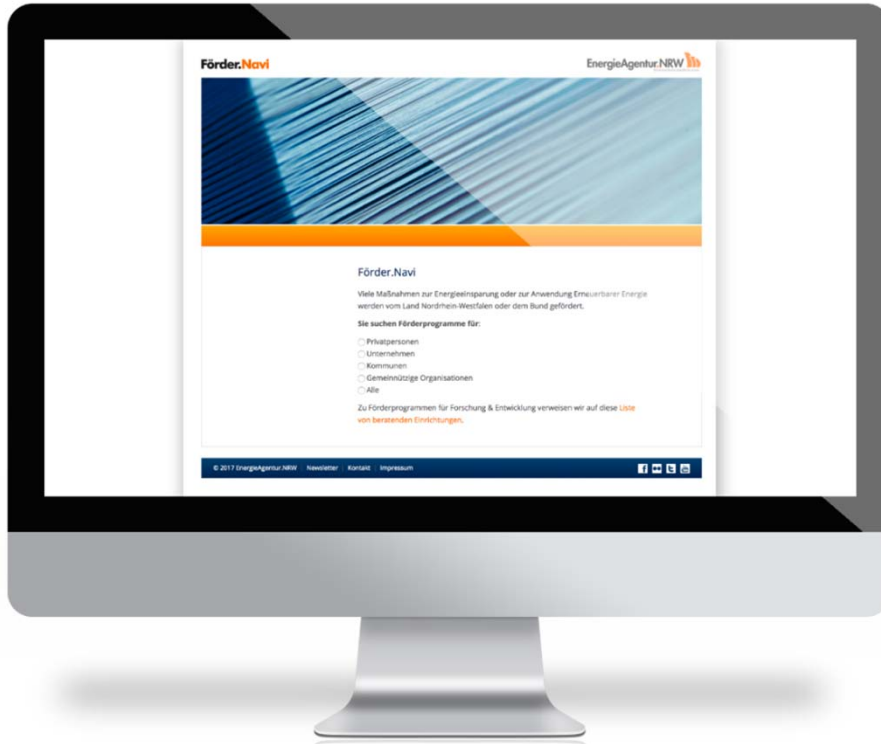 Förder.Navi
EnergieAgentur.NRW
Förder.Navi
Viele Maßnahmen zur Energieeinsparung oder zur Anwendung Erneuerbarer Energie
werden vom Land Nordrhein-Westfalen oder dem Bund gefördert.
Sie suchen Förderprogramme für:
Privatpersonen
Unternehmen
Kommunen
Gemeinnützige Organisationen
Alle
Zu Förderprogrammen für Forschung & Entwicklung verweisen wir auf diese Liste
von beratenden Einrichtungen.
© 2017 EnergieAgentur.NRW | Newsletter | Kontakt | Impressum